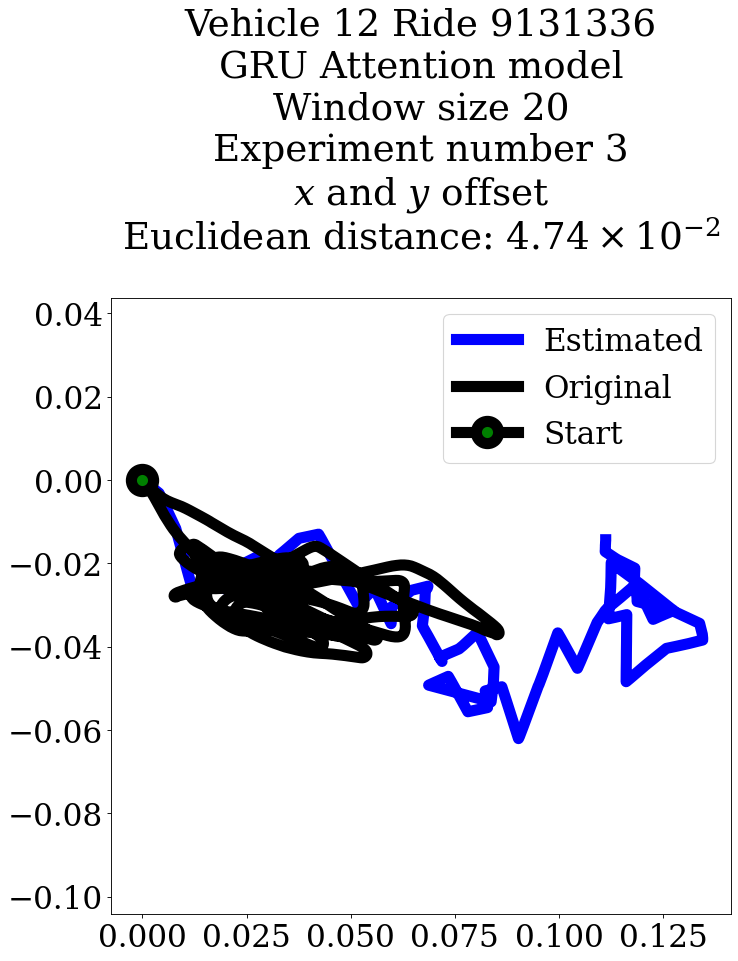 Vehicle 12 Ride 9131336
GRU Attention model
Window size 20
Experiment number 3
x and y offset
Euclidean distance: 4.74 × 10⁻²
Estimated
Original
Start
0.04
0.02
0.00
−0.02
−0.04
−0.06
−0.08
−0.10
0.000 0.025 0.050 0.075 0.100 0.125